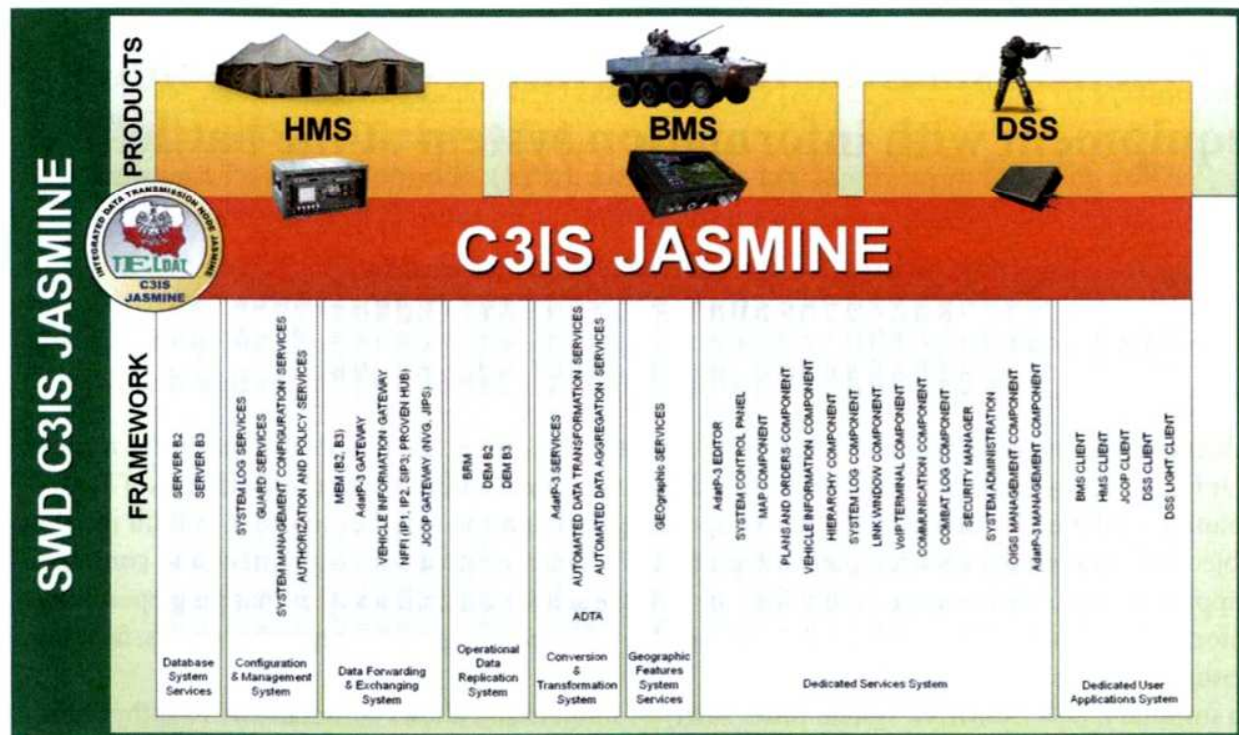 SWD C3IS JASMINE
PRODUCTS
HMS
BMS
DSS
C3IS JASMINE
INTEGRATED DATA TRANSMISSION NODE JASMINE
TELDAT
C3IS
JASMINE
FRAMEWORK
SERVER B2
SERVER B3
Database
System
Services
SYSTEM LOG SERVICES
GUARD SERVICES
SYSTEM MANAGEMENT CONFIGURATION SERVICES
AUTHORIZATION AND POLICY SERVICES
Configuration
& Management
System
MEM (B2, B3)
AdatP-3 GATEWAY
VEHICLE INFORMATION GATEWAY
NFFI (IP1, IP2, SIP3; PROVEN HUB)
JCOP GATEWAY (NVG, JIPS)
Data Forwarding
& Exchanging
System
BRM
DEM B2
DEM B3
Operational
Data
Replication
System
AdatP-3 SERVICES
AUTOMATED DATA TRANSFORMATION SERVICES
AUTOMATED DATA AGGREGATION SERVICES
ADTA
Conversion
&
Transformation
System
GEOGRAPHIC SERVICES
Geographic
Features
System
Services
AdatP-3 EDITOR
SYSTEM CONTROL PANEL
MAP COMPONENT
PLANS AND ORDERS COMPONENT
VEHICLE INFORMATION COMPONENT
HIERARCHY COMPONENT
SYSTEM LOG COMPONENT
LINK WINDOW COMPONENT
VoIP TERMINAL COMPONENT
COMMUNICATION COMPONENT
COMBAT LOG COMPONENT
SECURITY MANAGER
SYSTEM ADMINISTRATION
OIGS MANAGEMENT COMPONENT
AdatP-3 MANAGEMENT COMPONENT
Dedicated Services System
BMS CLIENT
HMS CLIENT
JCOP CLIENT
DSS CLIENT
DSS LIGHT CLIENT
Dedicated User
Applications System